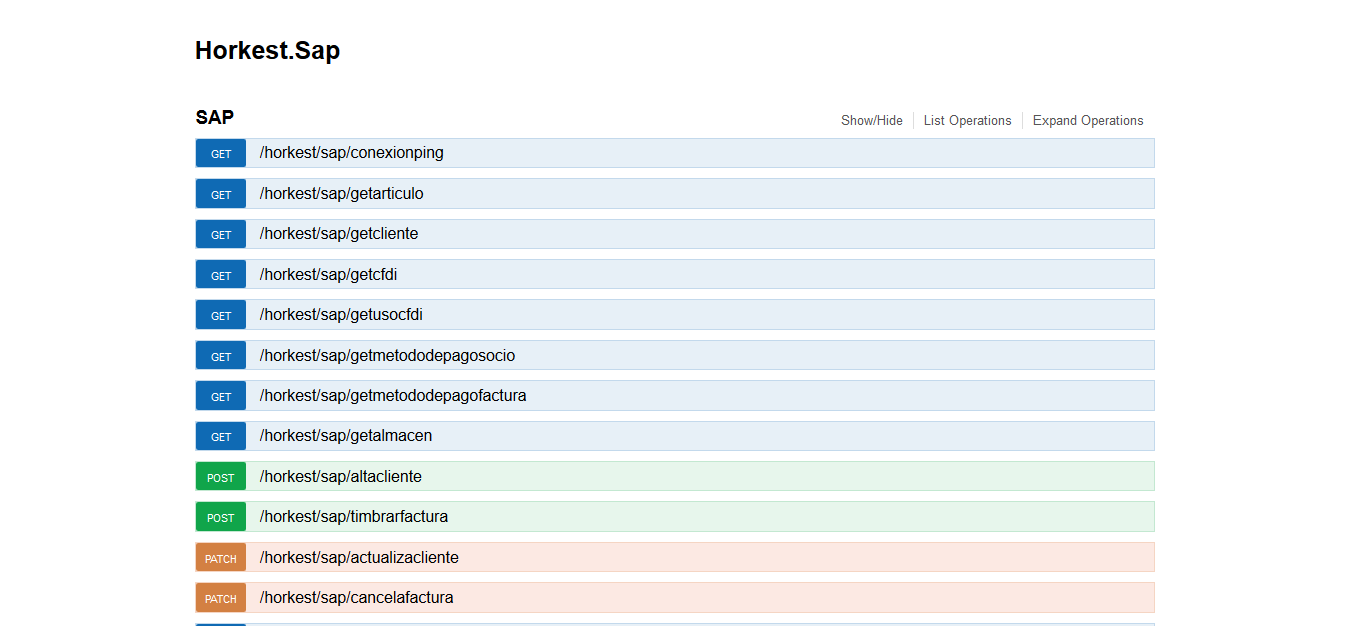 Horkest.Sap
SAP
Show/Hide List Operations Expand Operations
GET /horkest/sap/conexionping
GET /horkest/sap/getarticulo
GET /horkest/sap/getcliente
GET /horkest/sap/getcfdi
GET /horkest/sap/getusocfdi
GET /horkest/sap/getmetododepagosocio
GET /horkest/sap/getmetododepagofactura
GET /horkest/sap/getalmacen
POST /horkest/sap/altacliente
POST /horkest/sap/timbrarfactura
PATCH /horkest/sap/actualizacliente
PATCH /horkest/sap/cancelafactura